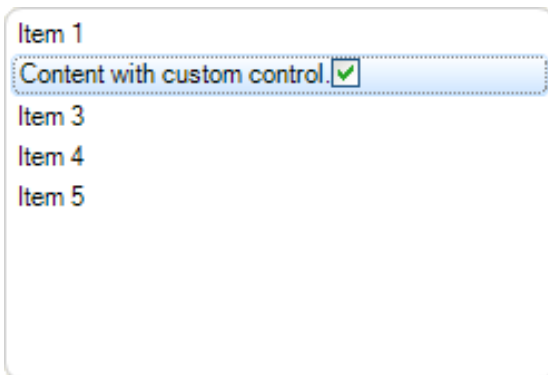 Item 1
Content with custom control.
Item 3
Item 4
Item 5